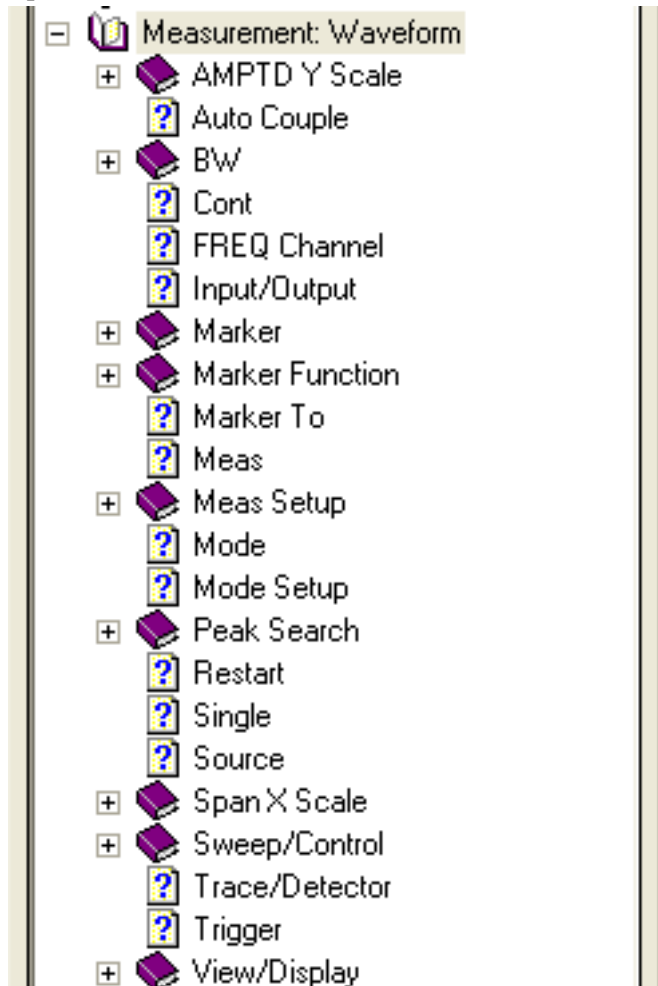 Measurement: Waveform
AMPTD Y Scale
Auto Couple
BW
Cont
FREQ Channel
Input/Output
Marker
Marker Function
Marker To
Meas
Meas Setup
Mode
Mode Setup
Peak Search
Restart
Single
Source
Span X Scale
Sweep/Control
Trace/Detector
Trigger
View/Display